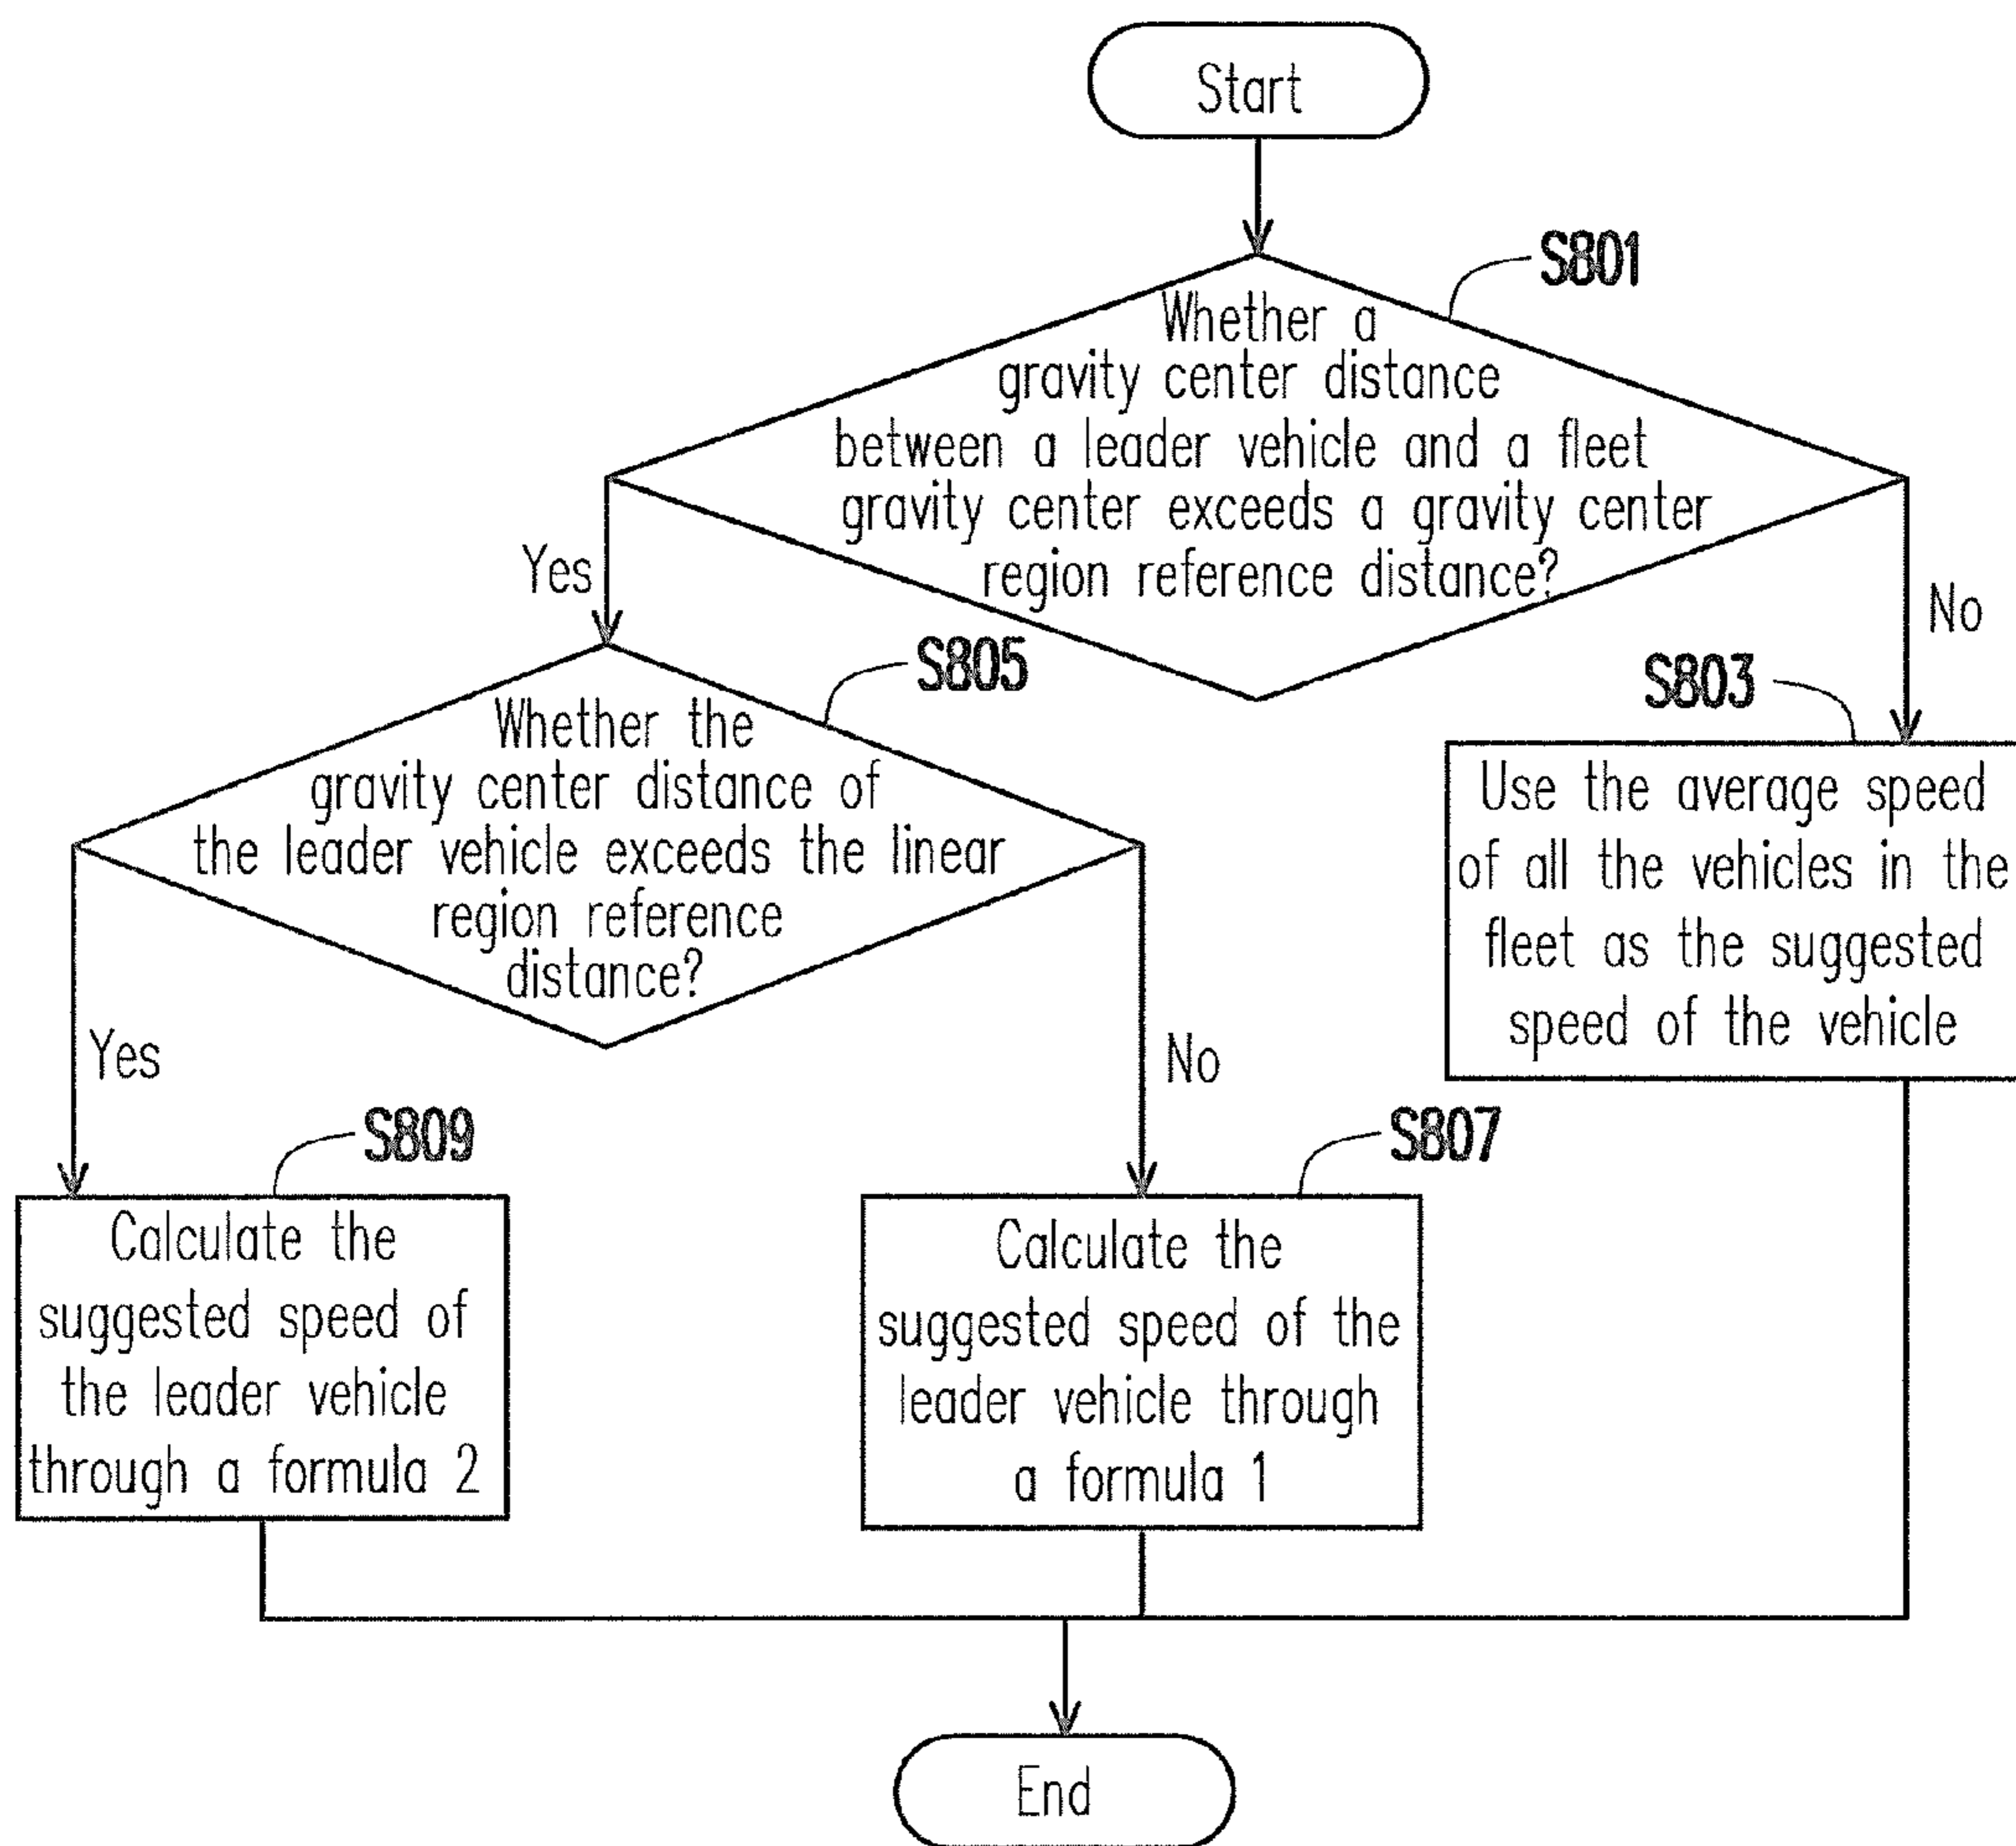 Start
S801
Whether a
gravity center distance
between a leader vehicle and a fleet
gravity center exceeds a gravity center
region reference distance?
Yes
No
S805
Whether the
gravity center distance of
the leader vehicle exceeds the linear
region reference
distance?
S803
Use the average speed
of all the vehicles in the
fleet as the suggested
speed of the vehicle
Yes
No
S809
Calculate the
suggested speed of
the leader vehicle
through a formula 2
S807
Calculate the
suggested speed of the
leader vehicle through
a formula 1
End